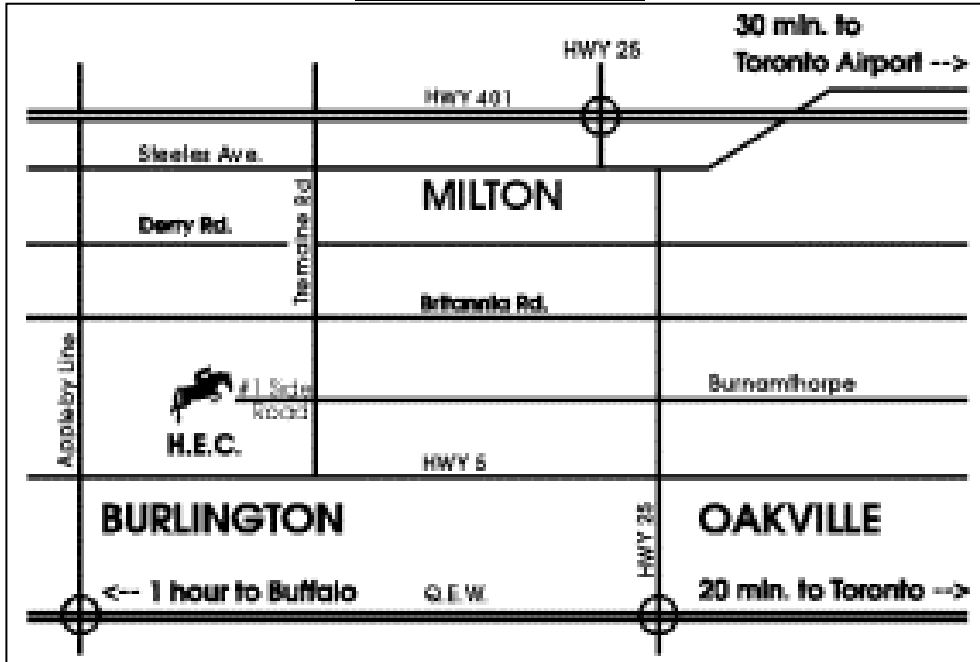 30 min. to
Toronto Airport -->
HWY 25
HWY 401
Steeles Ave.
MILTON
Tremaine Rd
Derry Rd.
Britannia Rd.
Appleby Line
#1 Side
Road
Burnamthorpe
H.E.C.
HWY 5
BURLINGTON
HWY 25
OAKVILLE
<-- 1 hour to Buffalo
Q.E.W.
20 min. to Toronto -->